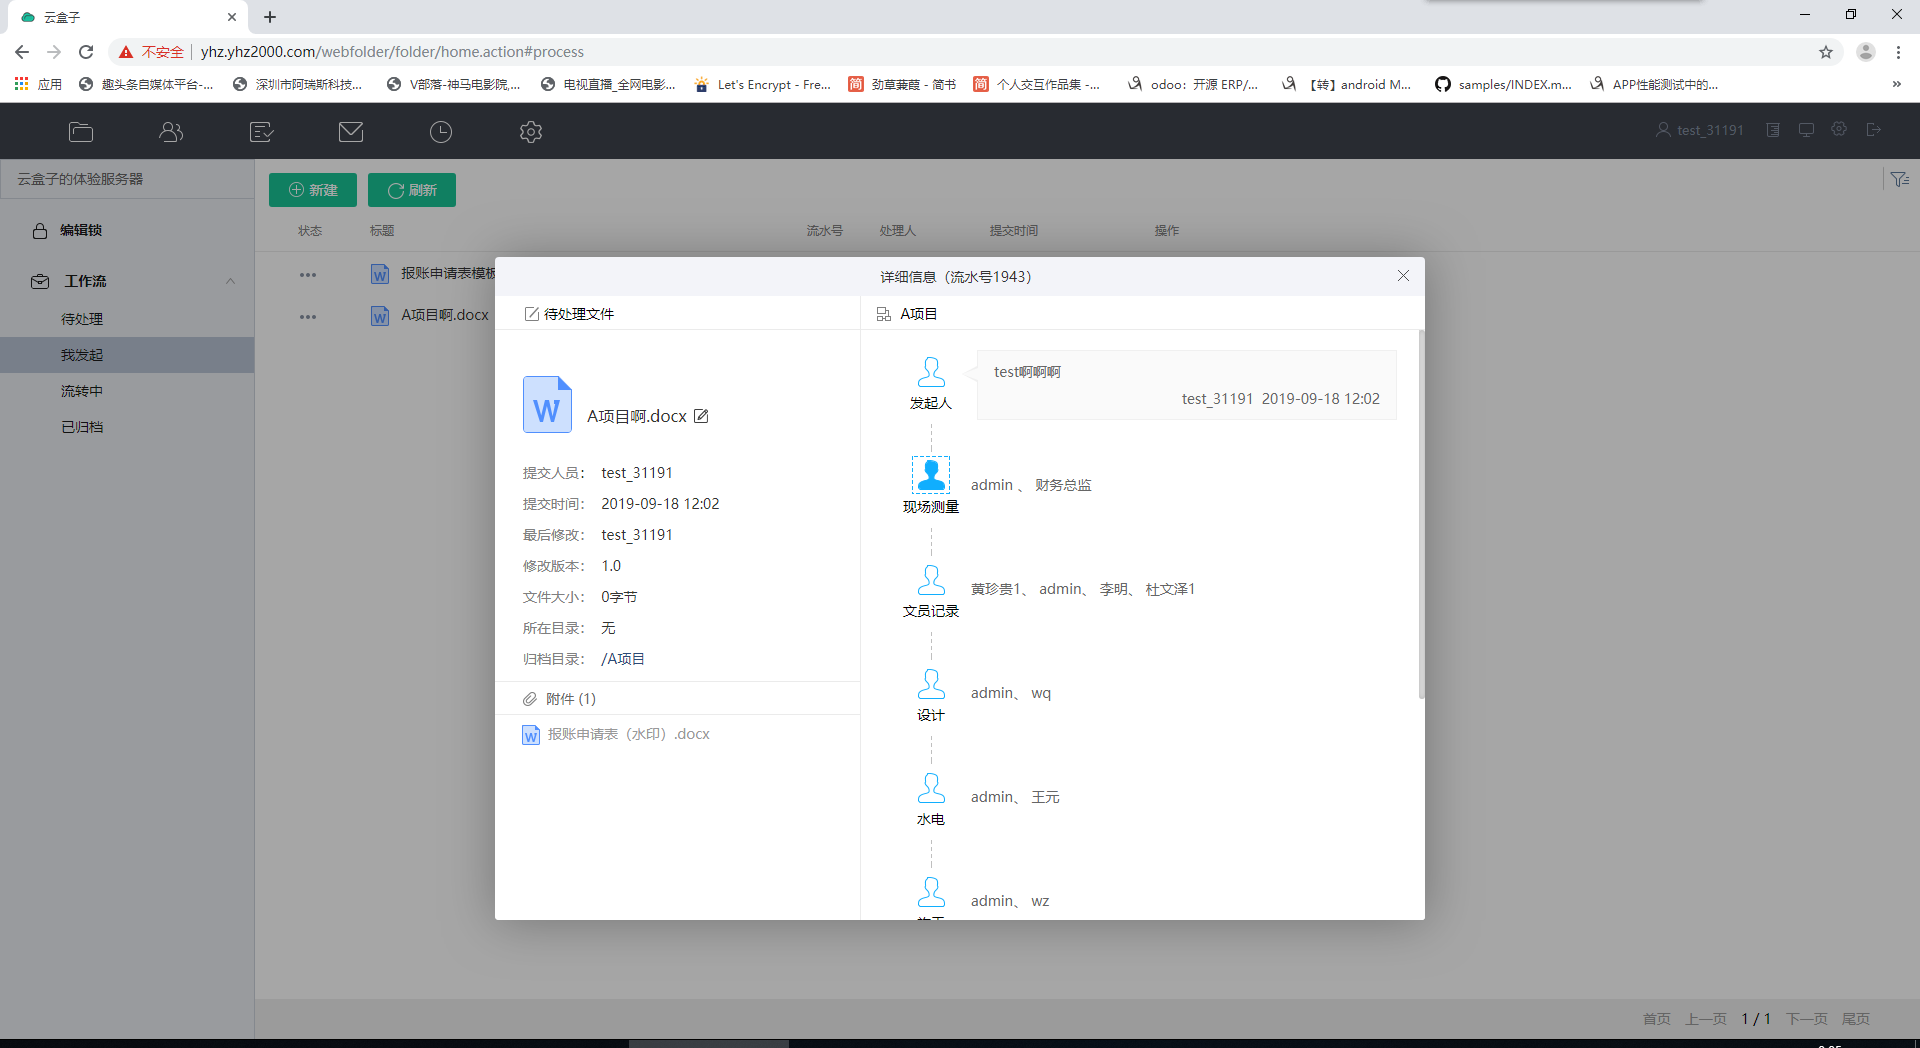 云盒子
不安全 yhz.yhz2000.com/webfolder/folder/home.action#process
应用 趣头条自媒体平台-... 深圳市阿瑞斯科技... V部落-神马电影院,... 电视直播_全网电影... Let's Encrypt - Fre... 简 劲草蒹葭 - 简书 简 个人交互作品集 -... odoo：开源 ERP/... 【转】android M... samples/INDEX.m... APP性能测试中的... »
test_31191
云盒子的体验服务器
新建 刷新
编辑锁
状态 标题 流水号 处理人 提交时间 操作
工作流
待处理
我发起
流转中
已归档
报账申请表模板
A项目啊.docx
详细信息（流水号1943）
待处理文件
W A项目啊.docx
提交人员： test_31191
提交时间： 2019-09-18 12:02
最后修改： test_31191
修改版本： 1.0
文件大小： 0字节
所在目录： 无
归档目录： /A项目
附件 (1)
报账申请表（水印）.docx
A项目
test啊啊啊
test_31191 2019-09-18 12:02
发起人
admin 、 财务总监
现场测量
黄珍贵1、 admin、 李明、 杜文泽1
文员记录
admin、 wq
设计
admin、 王元
水电
admin、 wz
首页 上一页 1 / 1 下一页 尾页